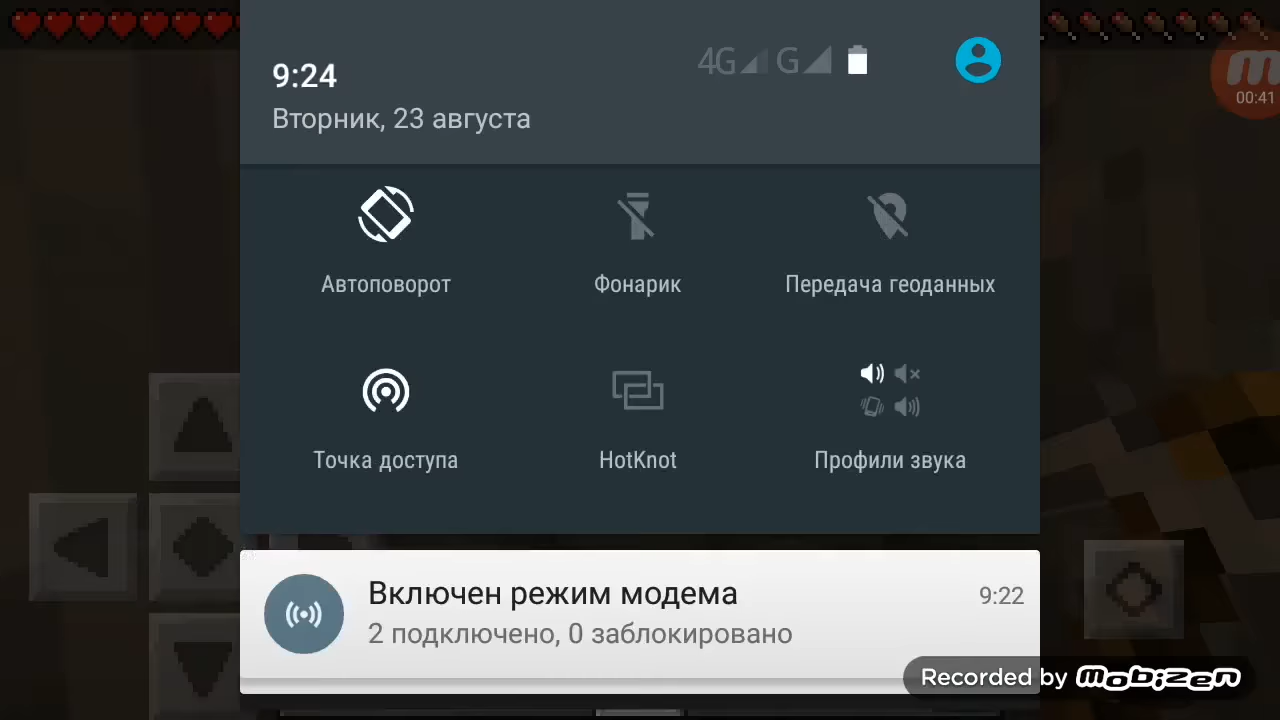 9:24
4G G
Вторник, 23 августа
00:41
Автоповорот
Фонарик
Передача геоданных
Точка доступа
HotKnot
Профили звука
Включен режим модема
9:22
2 подключено, 0 заблокировано
Recorded by mobizen